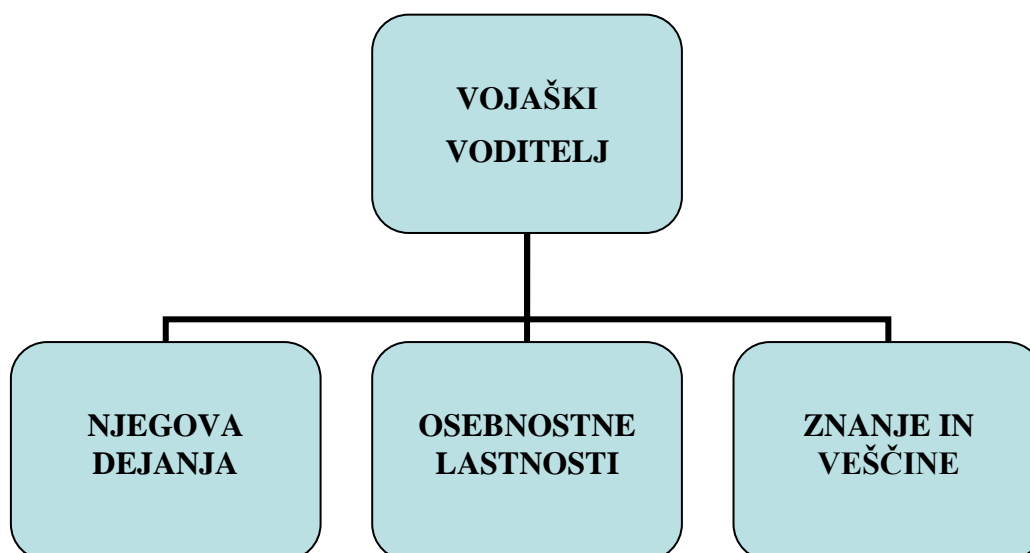 VOJAŠKI
VODITELJ
NJEGOVA
DEJANJA
OSEBNOSTNE
LASTNOSTI
ZNANJE IN
VEŠČINE